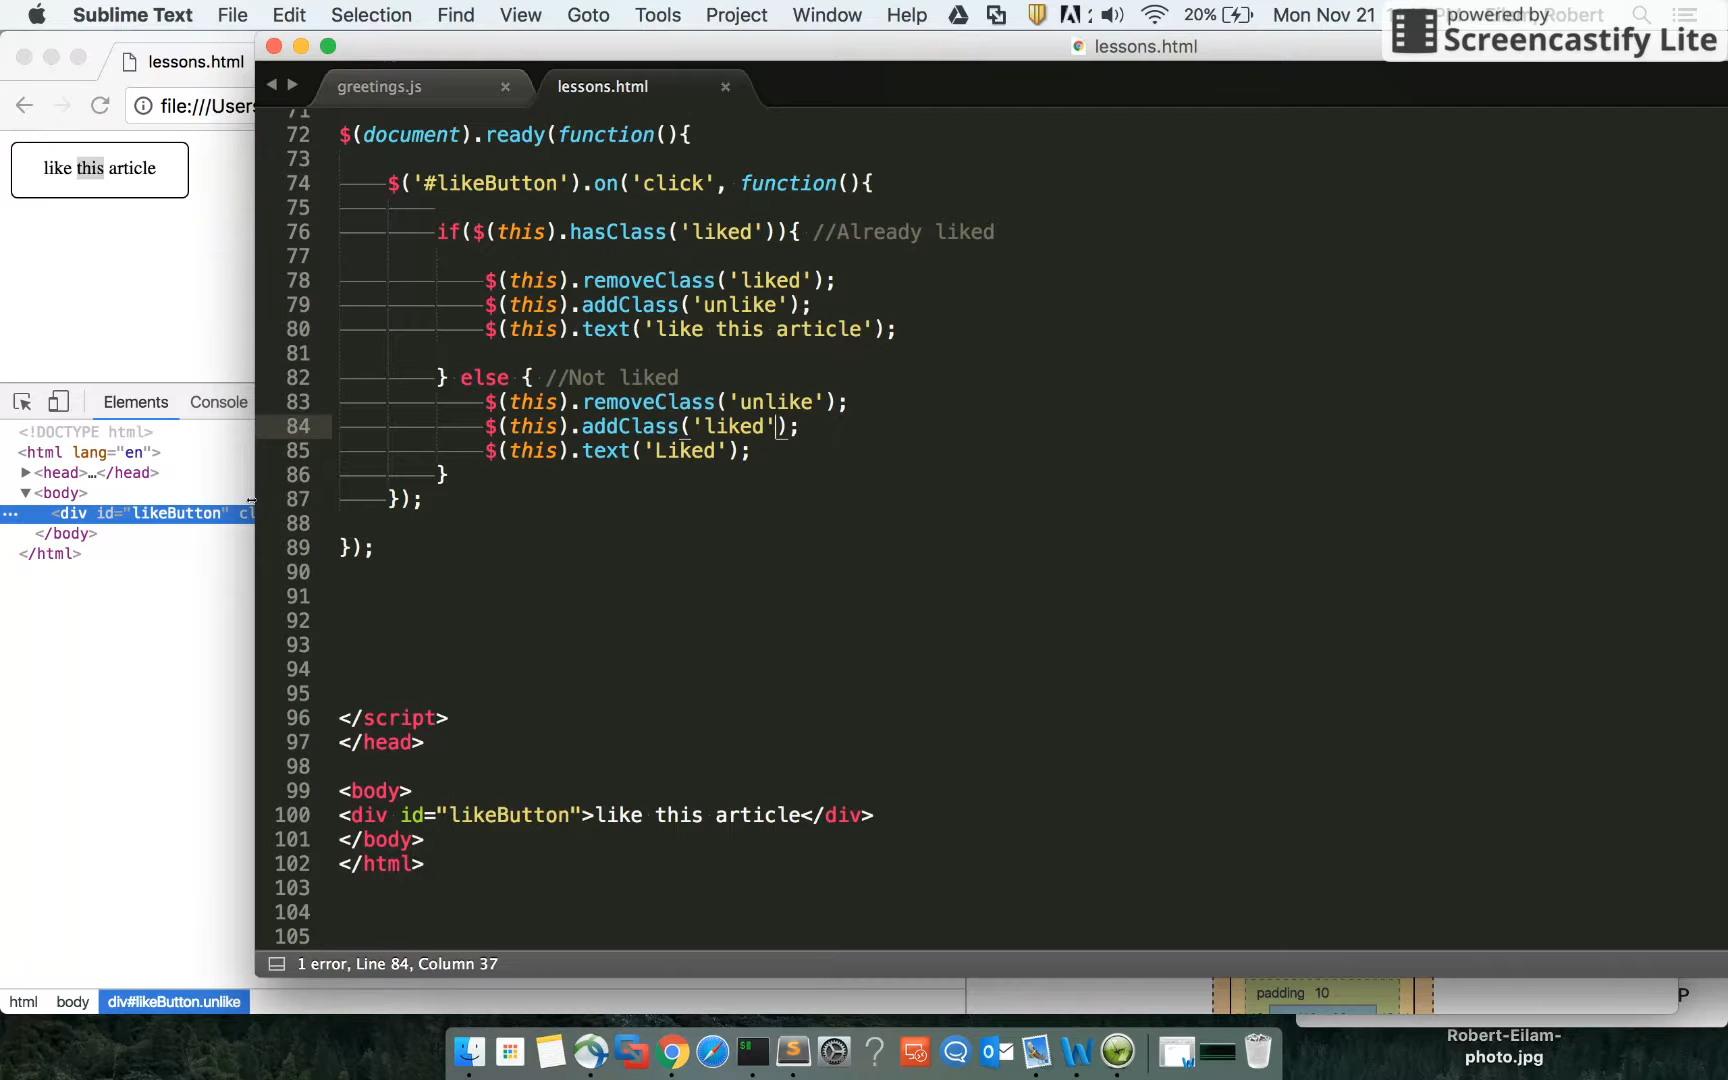 Sublime Text File Edit Selection Find View Goto Tools Project Window Help 20% Mon Nov 21
powered by
Screencastify Lite
lessons.html
file:///Users
like this article
Elements Console
<!DOCTYPE html>
<html lang="en">
<head>…</head>
<body>
<div id="likeButton" cl
</body>
</html>
html body div#likeButton.unlike
lessons.html
greetings.js × lessons.html ×
71
72 $(document).ready(function(){
73
74 $('#likeButton').on('click', function(){
75
76 if($(this).hasClass('liked')){ //Already liked
77
78 $(this).removeClass('liked');
79 $(this).addClass('unlike');
80 $(this).text('like this article');
81
82 } else { //Not liked
83 $(this).removeClass('unlike');
84 $(this).addClass('liked');
85 $(this).text('Liked');
86 }
87 });
88
89 });
90
91
92
93
94
95
96 </script>
97 </head>
98
99 <body>
100 <div id="likeButton">like this article</div>
101 </body>
102 </html>
103
104
105
1 error, Line 84, Column 37
padding 10
P
Robert-Eilam-
photo.jpg